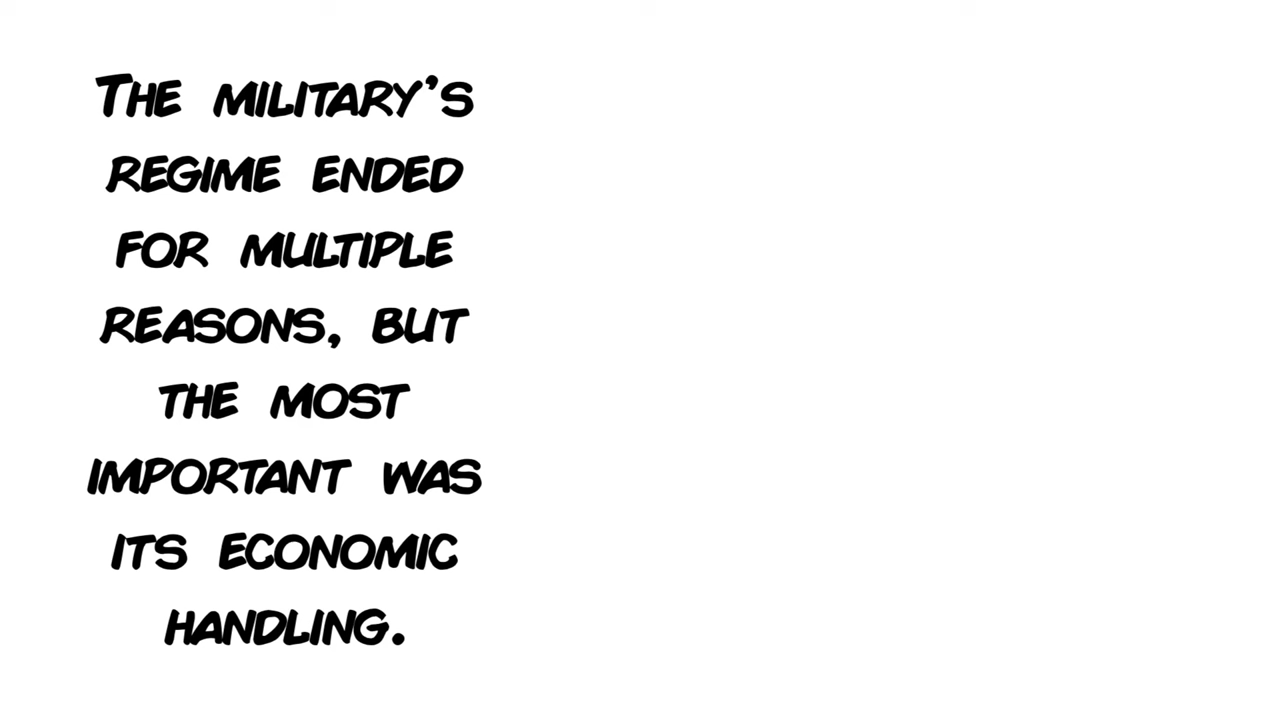 The military's
regime ended
for multiple
reasons, but
the most
important was
its economic
handling.